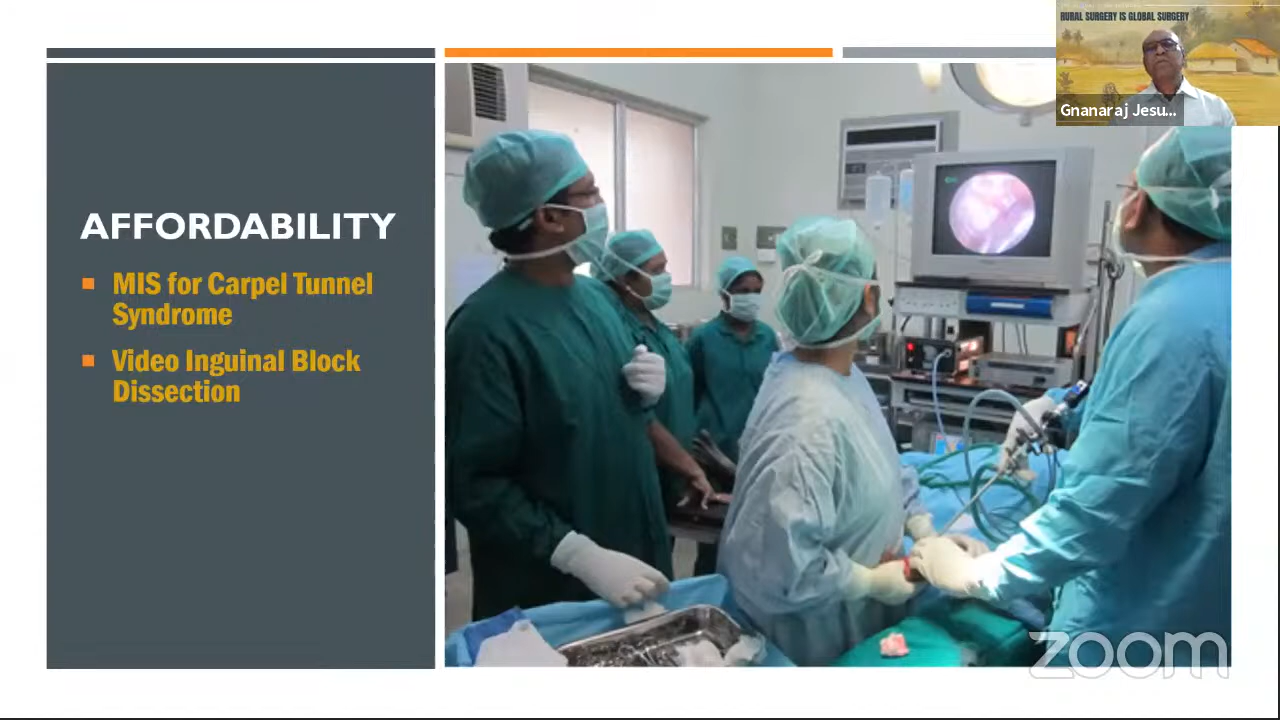 RURAL SURGERY IS GLOBAL SURGERY
Gnanaraj Jesu...
AFFORDABILITY
MIS for Carpel Tunnel
Syndrome
Video Inguinal Block
Dissection
zoom